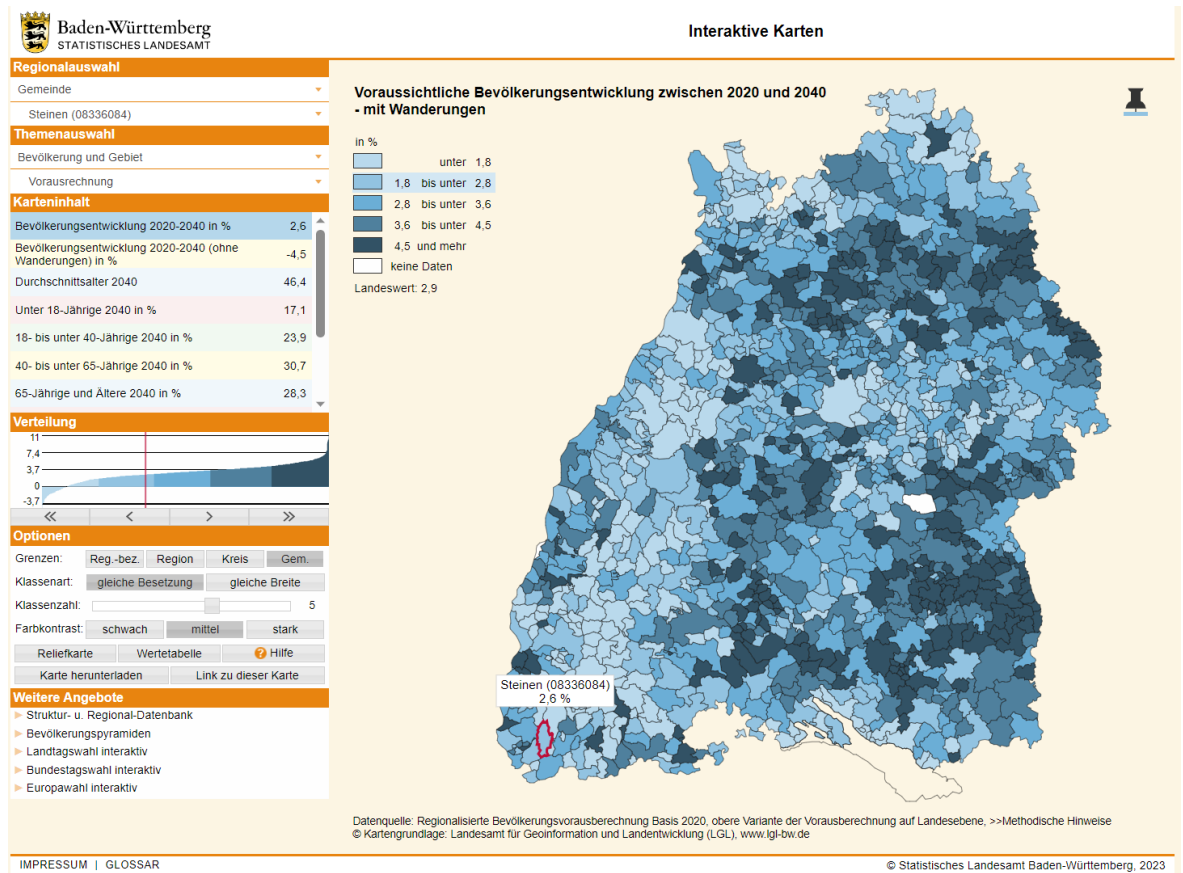 Baden-Württemberg
STATISTISCHES LANDESAMT
Interaktive Karten
Regionalauswahl
Gemeinde
Steinen (08336084)
Themenauswahl
Bevölkerung und Gebiet
Vorausrechnung
Karteninhalt
Bevölkerungsentwicklung 2020-2040 in % 2,6
Bevölkerungsentwicklung 2020-2040 (ohne
Wanderungen) in % -4,5
Durchschnittsalter 2040 46,4
Unter 18-Jährige 2040 in % 17,1
18- bis unter 40-Jährige 2040 in % 23,9
40- bis unter 65-Jährige 2040 in % 30,7
65-Jährige und Ältere 2040 in % 28,3
Verteilung
11
7,4
3,7
0
-3,7
Optionen
Grenzen: Reg.-bez. Region Kreis Gem.
Klassenart: gleiche Besetzung gleiche Breite
Klassenzahl: 5
Farbkontrast: schwach mittel stark
Reliefkarte Wertetabelle ? Hilfe
Karte herunterladen Link zu dieser Karte
Weitere Angebote
Struktur- u. Regional-Datenbank
Bevölkerungspyramiden
Landtagswahl interaktiv
Bundestagswahl interaktiv
Europawahl interaktiv
Voraussichtliche Bevölkerungsentwicklung zwischen 2020 und 2040
- mit Wanderungen
in %
unter 1,8
1,8 bis unter 2,8
2,8 bis unter 3,6
3,6 bis unter 4,5
4,5 und mehr
keine Daten
Landeswert: 2,9
Steinen (08336084)
2,6 %
Datenquelle: Regionalisierte Bevölkerungsvorausberechnung Basis 2020, obere Variante der Vorausberechnung auf Landesebene, >>Methodische Hinweise
© Kartengrundlage: Landesamt für Geoinformation und Landentwicklung (LGL), www.lgl-bw.de
IMPRESSUM | GLOSSAR
© Statistisches Landesamt Baden-Württemberg, 2023